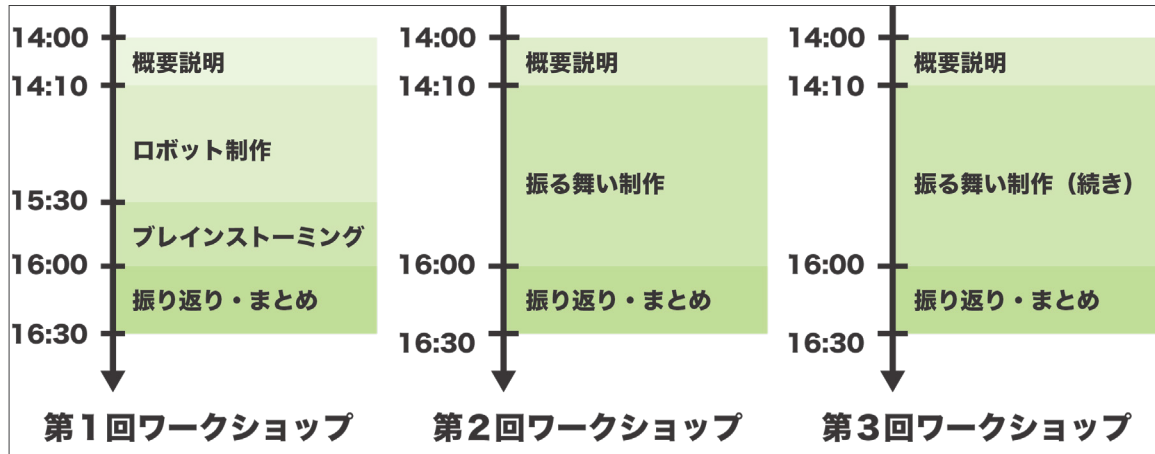 14:00
概要説明
14:10
ロボット制作
15:30
ブレインストーミング
16:00
振り返り・まとめ
16:30
第1回ワークショップ
14:00
概要説明
14:10
振る舞い制作
16:00
振り返り・まとめ
16:30
第2回ワークショップ
14:00
概要説明
14:10
振る舞い制作（続き）
16:00
振り返り・まとめ
16:30
第3回ワークショップ